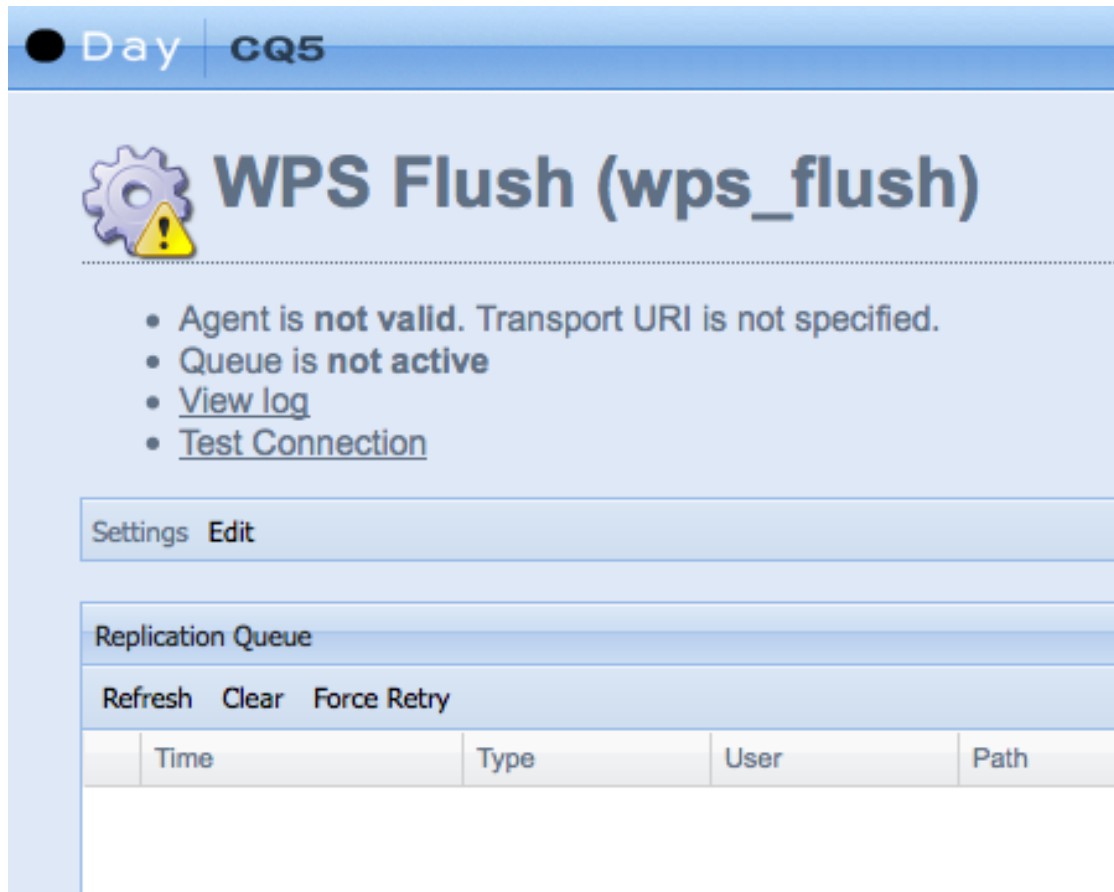 Day CQ5
WPS Flush (wps_flush)
Agent is not valid. Transport URI is not specified.
Queue is not active
View log
Test Connection
Settings Edit
Replication Queue
Refresh Clear Force Retry
Time Type User Path